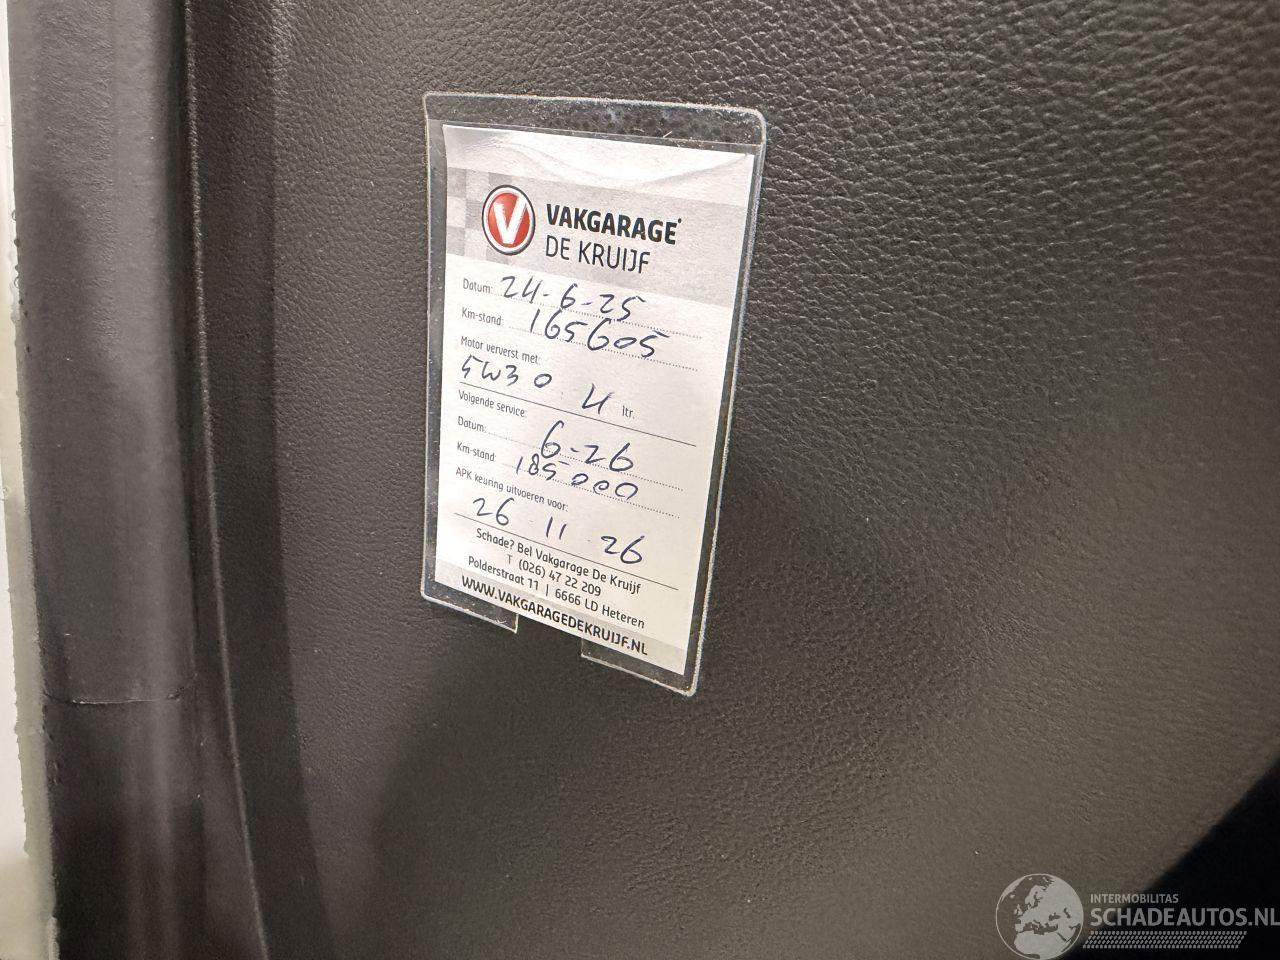 VAKGARAGE
DE KRUIJF
Datum: 24-6-25
Km-stand: 165605
Motor ververst met:
5W30 4 ltr.
Volgende service:
Datum: 6-26
Km-stand: 185000
APK keuring uitvoeren voor:
26 11 26
Schade? Bel Vakgarage De Kruijf
T (026) 47 22 209
Polderstraat 11 | 6666 LD Heteren
WWW.VAKGARAGEDEKRUIJF.NL
INTERMOBILITAS
SCHADEAUTOS.NL